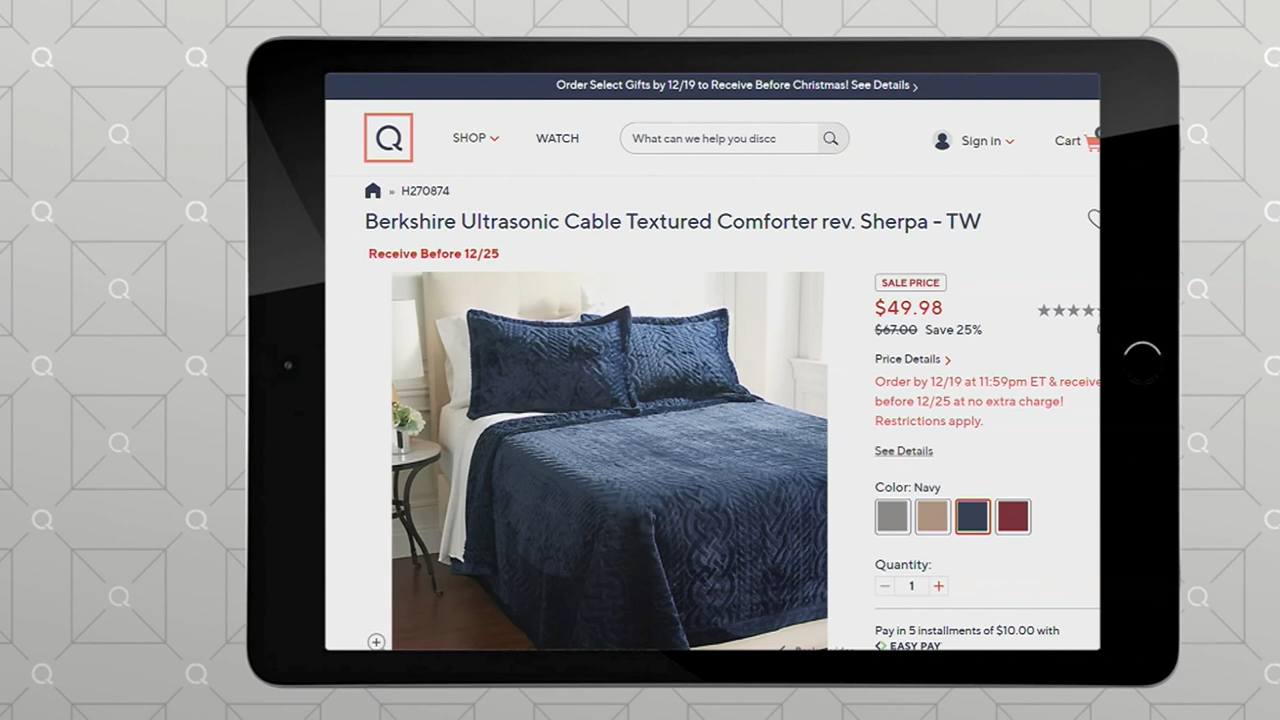 Order Select Gifts by 12/19 to Receive Before Christmas! See Details >
Q
SHOP
WATCH
What can we help you disco
Sign in
Cart
» H270874
Berkshire Ultrasonic Cable Textured Comforter rev. Sherpa - TW
Receive Before 12/25
SALE PRICE
$49.98
$67.00 Save 25%
Price Details >
Order by 12/19 at 11:59pm ET & receive
before 12/25 at no extra charge!
Restrictions apply.
See Details
Color: Navy
Quantity:
− 1 +
Pay in 5 installments of $10.00 with
EASY PAY